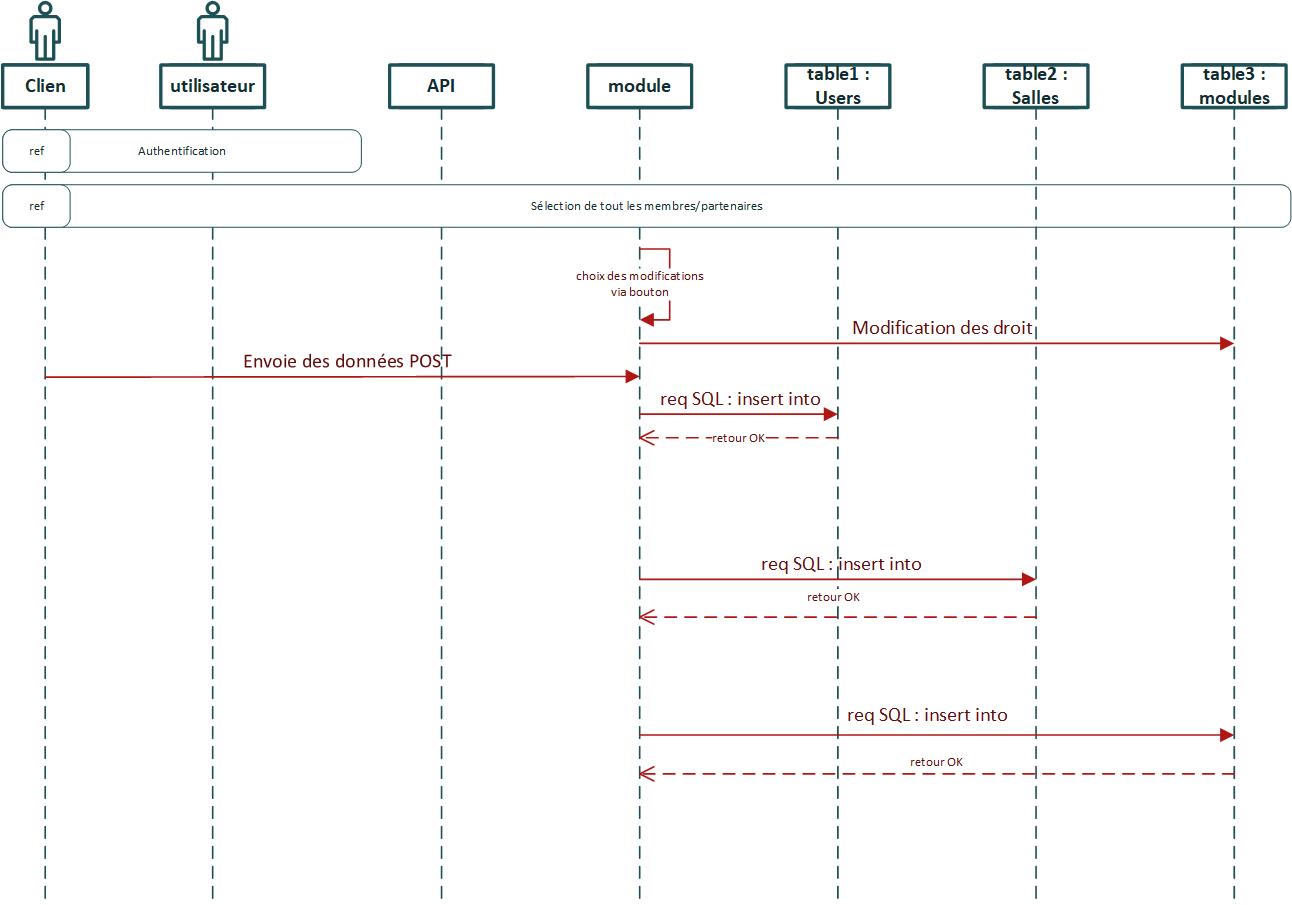 Clien
utilisateur
API
module
table1 :
Users
table2 :
Salles
table3 :
modules
ref
Authentification
ref
Sélection de tout les membres/partenaires
choix des modifications
via bouton
Modification des droit
Envoie des données POST
req SQL : insert into
retour OK
req SQL : insert into
retour OK
req SQL : insert into
retour OK